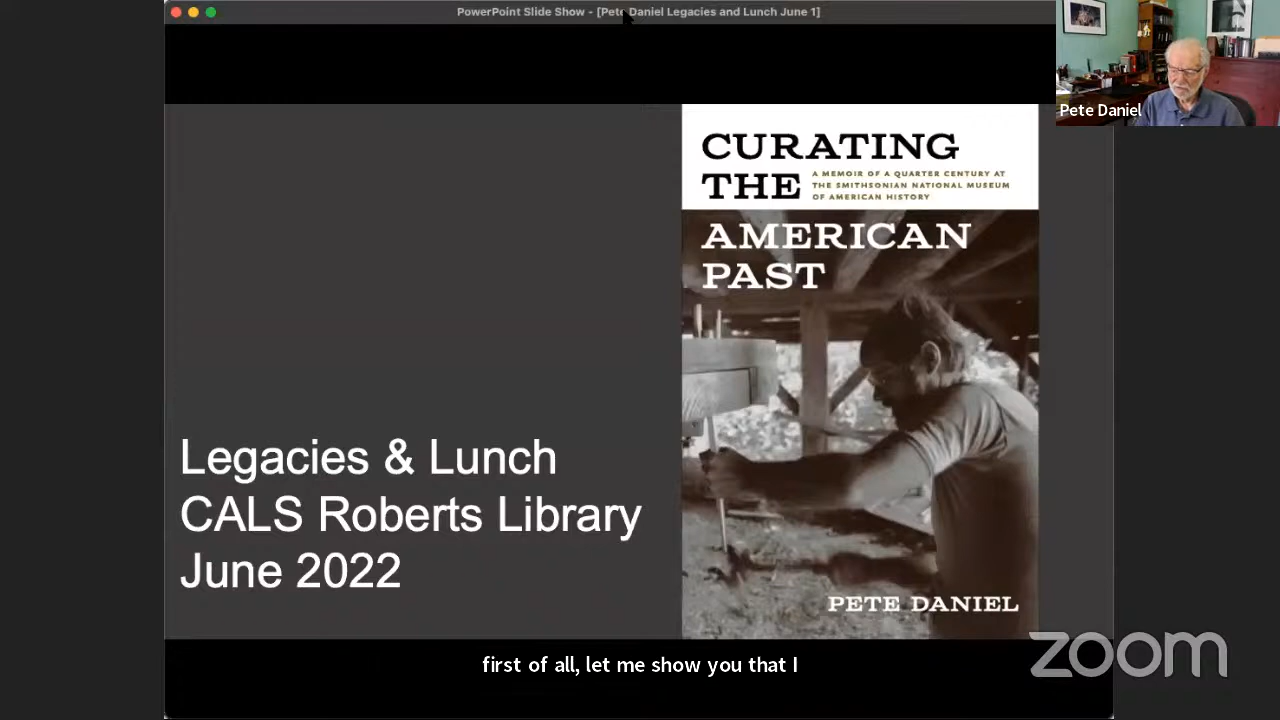 PowerPoint Slide Show - [Pete Daniel Legacies and Lunch June 1]
Pete Daniel
CURATING
THE
A MEMOIR OF A QUARTER CENTURY AT
THE SMITHSONIAN NATIONAL MUSEUM
OF AMERICAN HISTORY
AMERICAN
PAST
Legacies & Lunch
CALS Roberts Library
June 2022
PETE DANIEL
first of all, let me show you that I
zoom